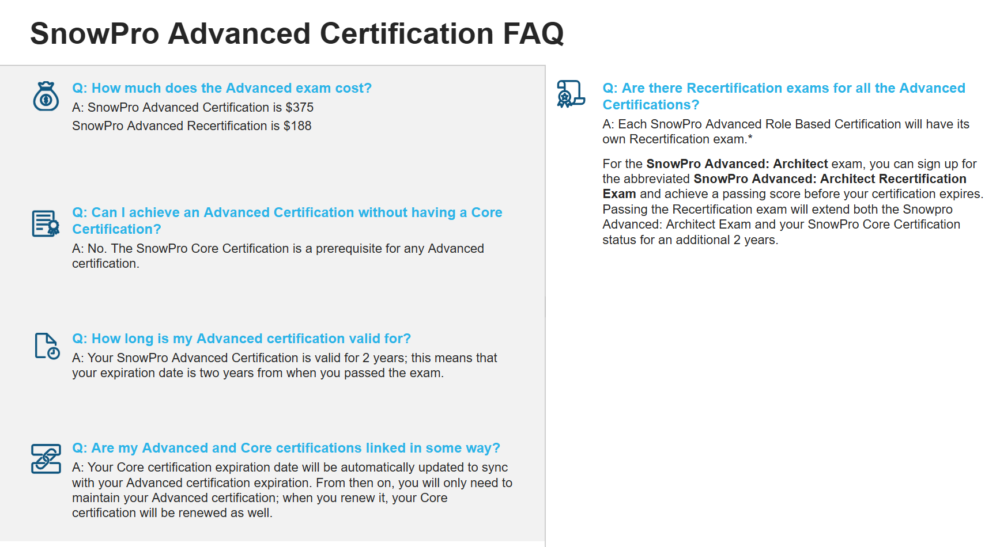 SnowPro Advanced Certification FAQ
Q: How much does the Advanced exam cost?
A: SnowPro Advanced Certification is $375
SnowPro Advanced Recertification is $188
Q: Can I achieve an Advanced Certification without having a Core
Certification?
A: No. The SnowPro Core Certification is a prerequisite for any Advanced
certification.
Q: How long is my Advanced certification valid for?
A: Your SnowPro Advanced Certification is valid for 2 years; this means that
your expiration date is two years from when you passed the exam.
Q: Are my Advanced and Core certifications linked in some way?
A: Your Core certification expiration date will be automatically updated to sync
with your Advanced certification expiration. From then on, you will only need to
maintain your Advanced certification; when you renew it, your Core
certification will be renewed as well.
Q: Are there Recertification exams for all the Advanced
Certifications?
A: Each SnowPro Advanced Role Based Certification will have its
own Recertification exam.*
For the SnowPro Advanced: Architect exam, you can sign up for
the abbreviated SnowPro Advanced: Architect Recertification
Exam and achieve a passing score before your certification expires.
Passing the Recertification exam will extend both the Snowpro
Advanced: Architect Exam and your SnowPro Core Certification
status for an additional 2 years.